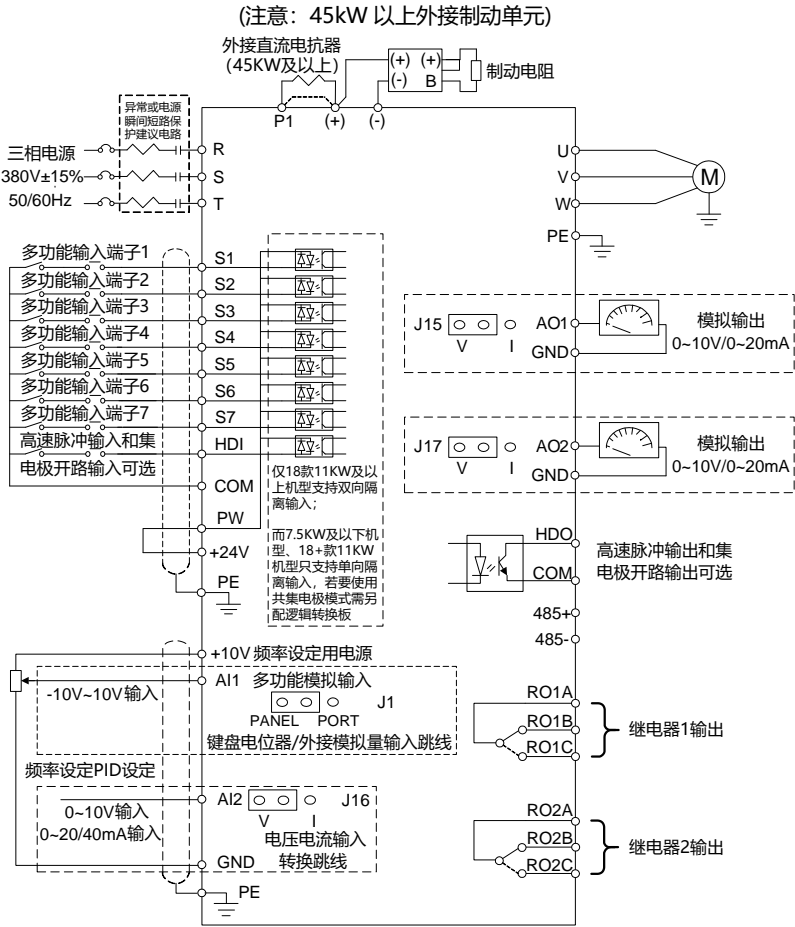 (注意：45kW 以上外接制动单元)
外接直流电抗器
（45KW及以上）
(+) (+)
(-) B
制动电阻
P1 (+) (-)
异常或电源
瞬间短路保
护建议电路
三相电源
380V±15%
50/60Hz
R
S
T
U
V
W
M
PE
多功能输入端子1
多功能输入端子2
多功能输入端子3
多功能输入端子4
多功能输入端子5
多功能输入端子6
多功能输入端子7
高速脉冲输入和集
电极开路输入可选
S1
S2
S3
S4
S5
S6
S7
HDI
COM
PW
+24V
PE
仅18款11KW及以
上机型支持双向隔
离输入；
而7.5KW及以下机
型、18+款11KW
机型只支持单向隔
离输入，若要使用
共集电极模式需另
配逻辑转换板
J15
V I
AO1
GND
模拟输出
0~10V/0~20mA
J17
V I
AO2
GND
模拟输出
0~10V/0~20mA
HDO
COM
高速脉冲输出和集
电极开路输出可选
485+
485-
+10V 频率设定用电源
AI1 多功能模拟输入
-10V~10V输入
J1
PANEL PORT
键盘电位器/外接模拟量输入跳线
频率设定PID设定
AI2
J16
V I
0~10V输入
0~20/40mA输入
电压电流输入
转换跳线
GND
PE
RO1A
RO1B
RO1C
继电器1输出
RO2A
RO2B
RO2C
继电器2输出